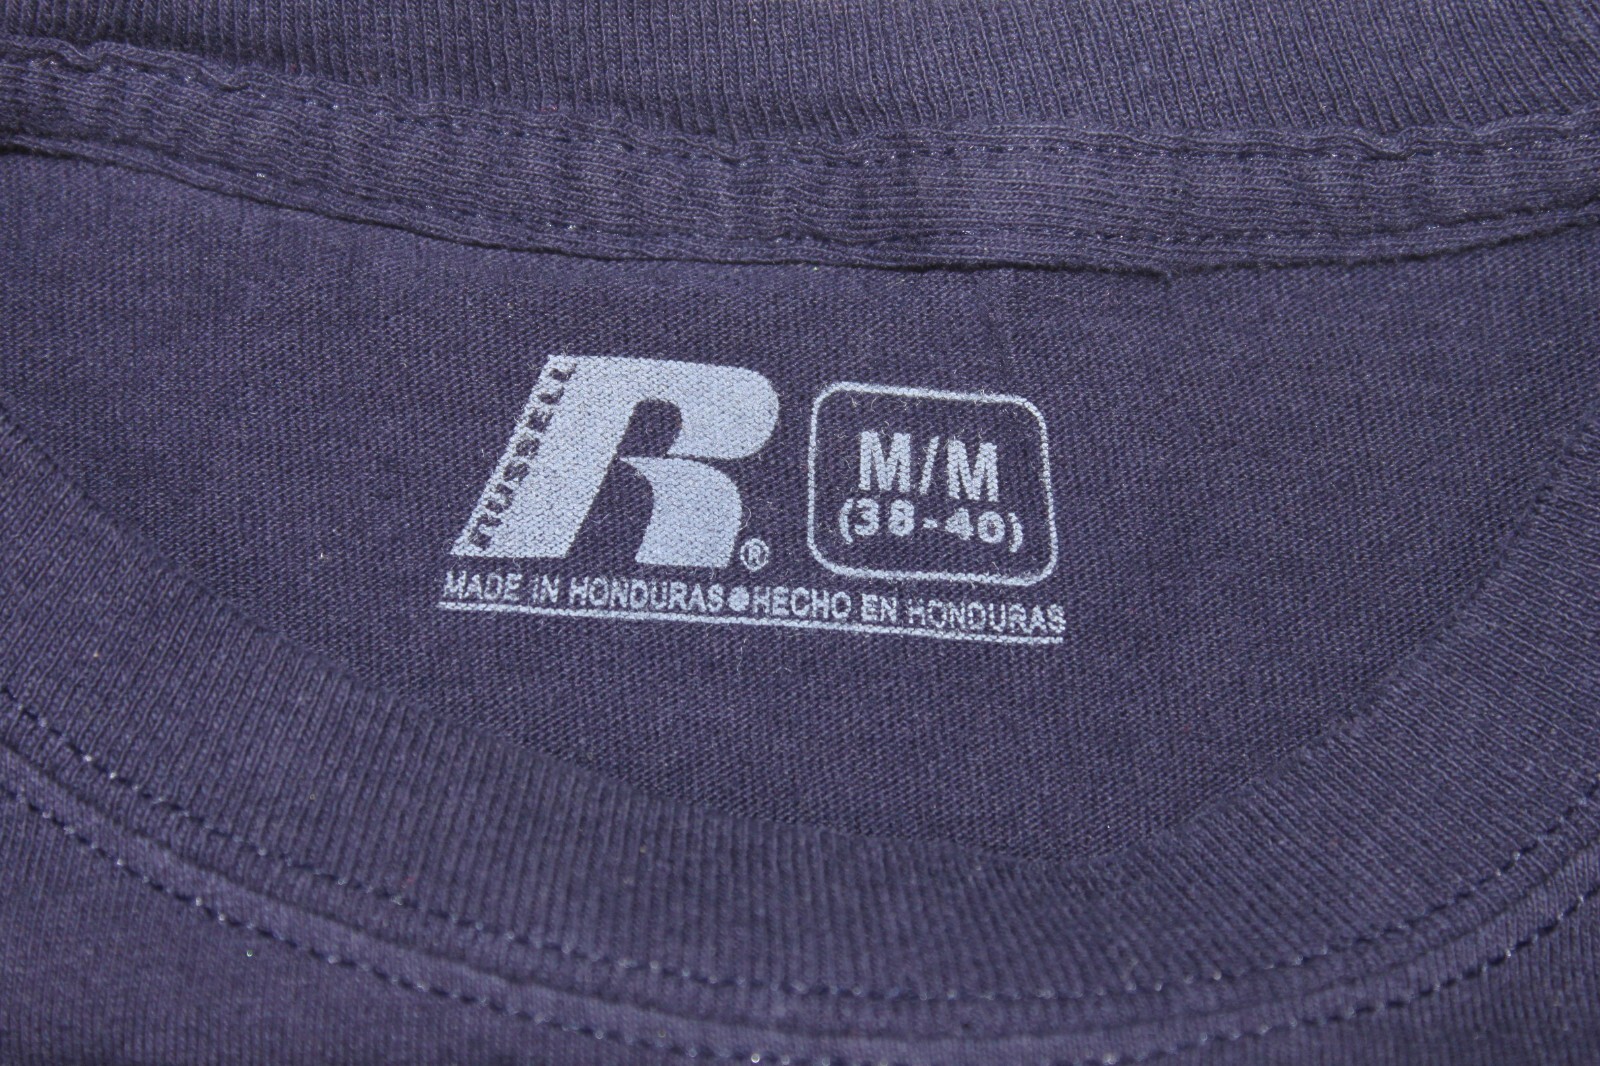 RUSSELL
R®
M/M
(38-40)
MADE IN HONDURAS●HECHO EN HONDURAS